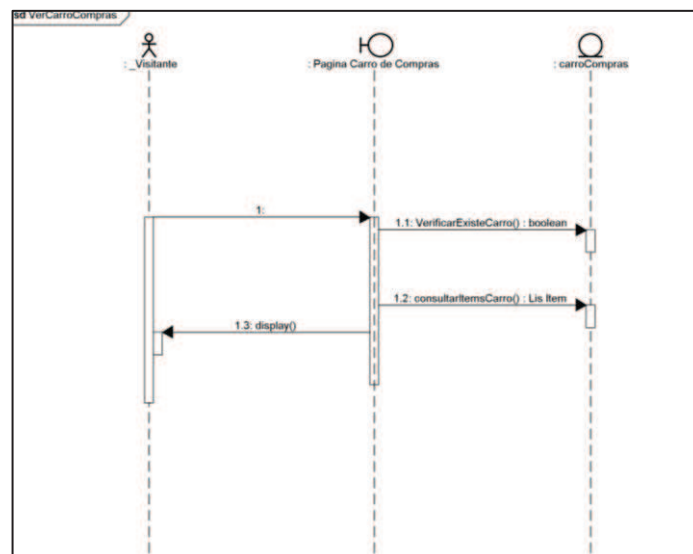 sd VerCarroCompras
: _Visitante
: Pagina Carro de Compras
: carroCompras
1:
1.1: VerificarExisteCarro() : boolean
1.2: consultarItemsCarro() : Lis Item
1.3: display()